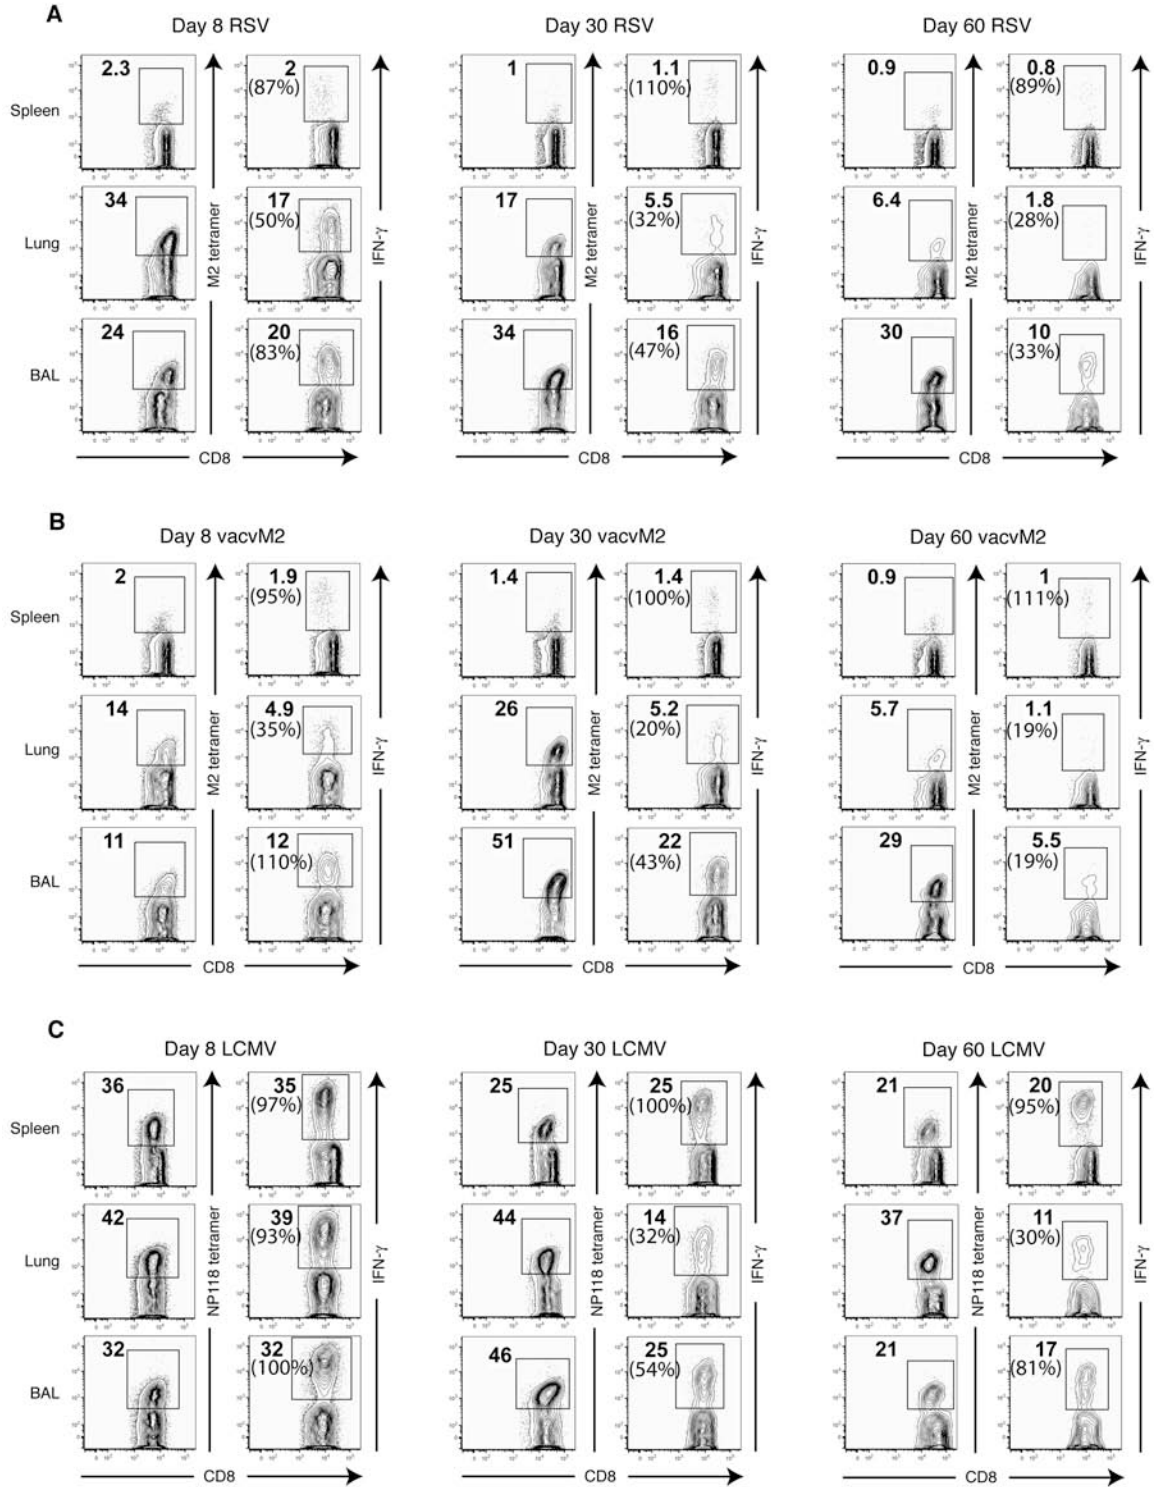 A
Day 8 RSV
Day 30 RSV
Day 60 RSV
Spleen
2.3
2
(87%)
1
1.1
(110%)
0.9
0.8
(89%)
Lung
34
17
(50%)
17
5.5
(32%)
6.4
1.8
(28%)
BAL
24
20
(83%)
34
16
(47%)
30
10
(33%)
M2 tetramer
IFN-γ
M2 tetramer
IFN-γ
M2 tetramer
IFN-γ
CD8
CD8
CD8
B
Day 8 vacvM2
Day 30 vacvM2
Day 60 vacvM2
Spleen
2
1.9
(95%)
1.4
1.4
(100%)
0.9
1
(111%)
Lung
14
4.9
(35%)
26
5.2
(20%)
5.7
1.1
(19%)
BAL
11
12
(110%)
51
22
(43%)
29
5.5
(19%)
M2 tetramer
IFN-γ
M2 tetramer
IFN-γ
M2 tetramer
IFN-γ
CD8
CD8
CD8
C
Day 8 LCMV
Day 30 LCMV
Day 60 LCMV
Spleen
36
35
(97%)
25
25
(100%)
21
20
(95%)
Lung
42
39
(93%)
44
14
(32%)
37
11
(30%)
BAL
32
32
(100%)
46
25
(54%)
21
17
(81%)
NP118 tetramer
IFN-γ
NP118 tetramer
IFN-γ
NP118 tetramer
IFN-γ
CD8
CD8
CD8